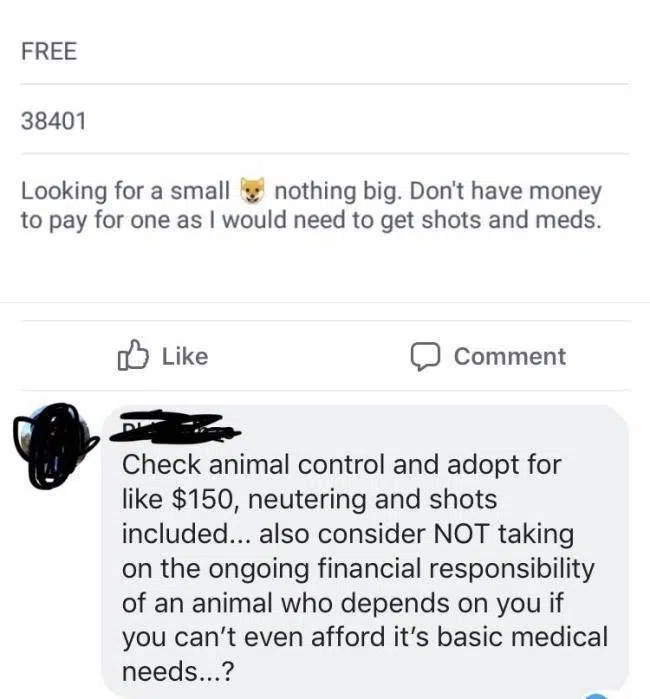 FREE
38401
Looking for a small 🐕 nothing big. Don't have money
to pay for one as I would need to get shots and meds.
Like
Comment
Check animal control and adopt for
like $150, neutering and shots
included... also consider NOT taking
on the ongoing financial responsibility
of an animal who depends on you if
you can’t even afford it’s basic medical
needs...?